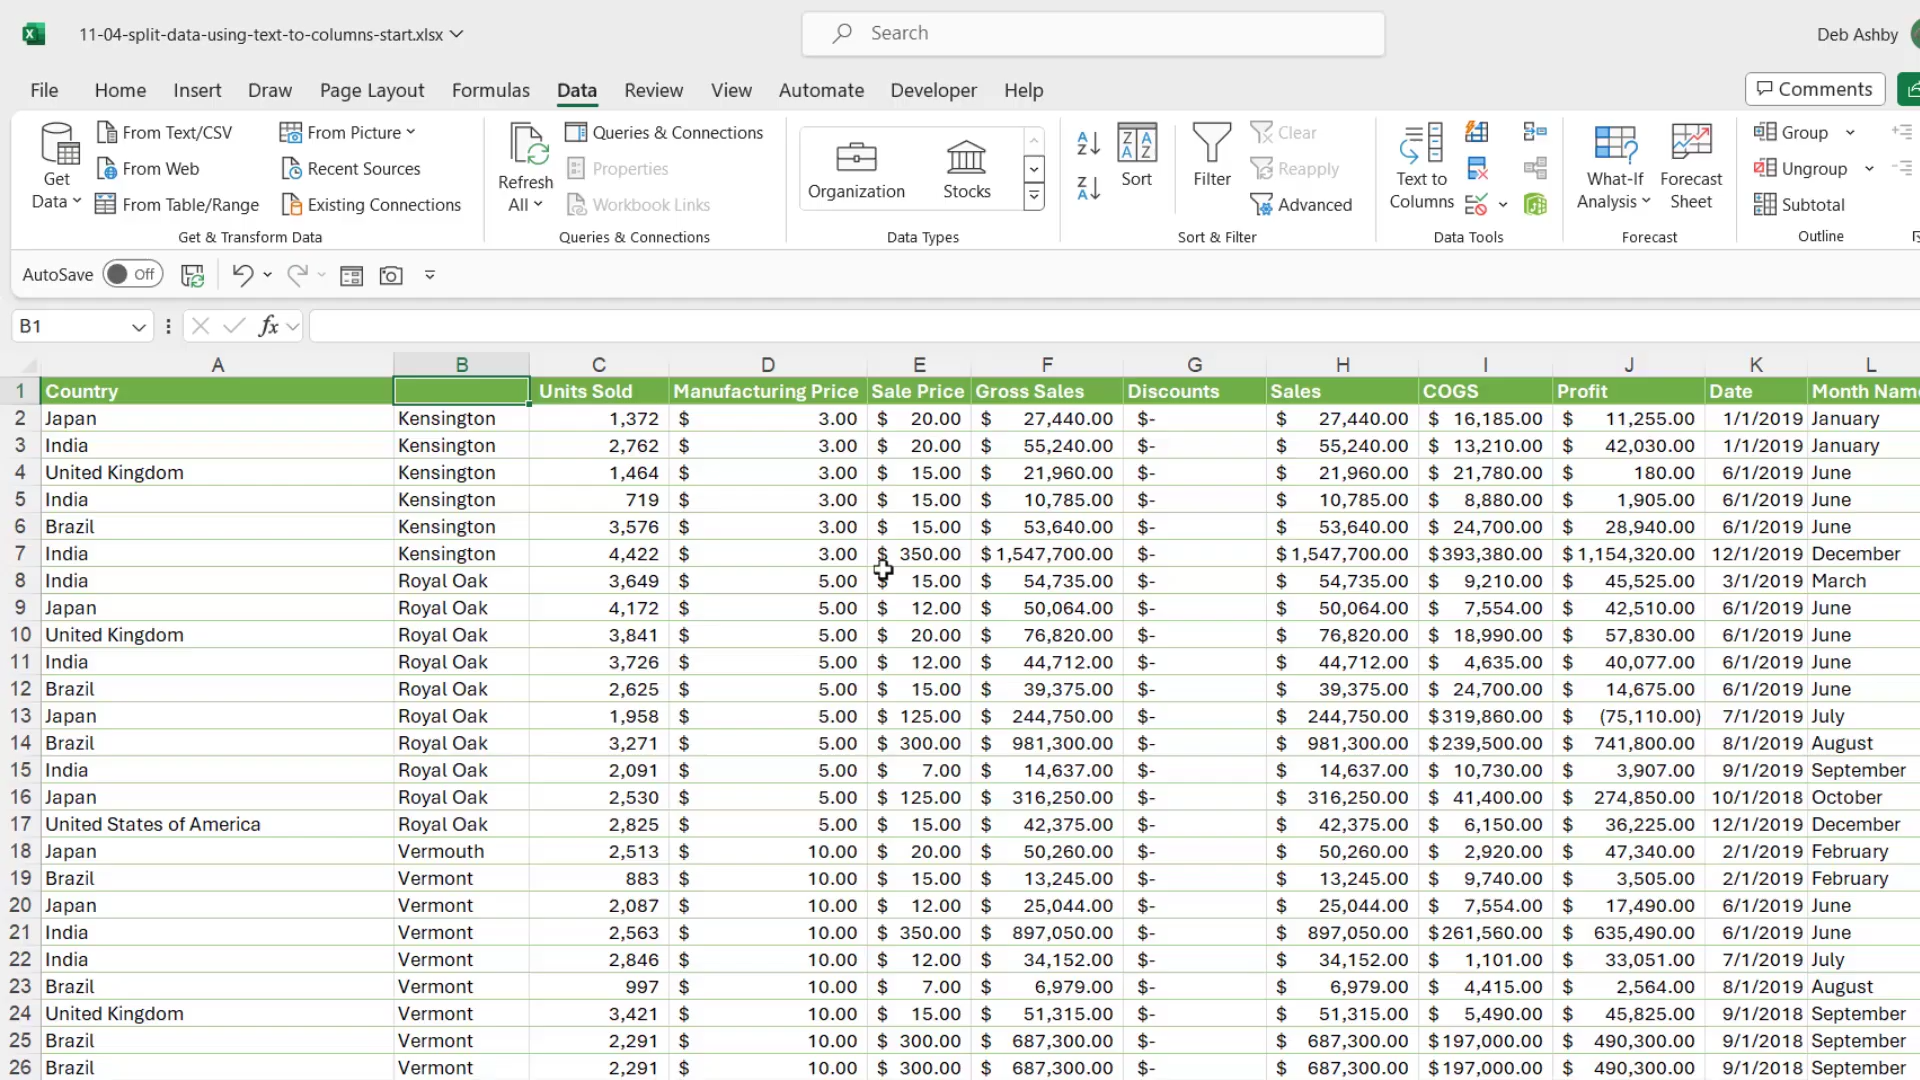 11-04-split-data-using-text-to-columns-start.xlsx
Search
Deb Ashby
File Home Insert Draw Page Layout Formulas Data Review View Automate Developer Help
Comments
Get Data
From Text/CSV
From Web
From Table/Range
From Picture
Recent Sources
Existing Connections
Get & Transform Data
Refresh All
Queries & Connections
Properties
Workbook Links
Queries & Connections
Organization
Stocks
Data Types
Sort
Filter
Clear
Reapply
Advanced
Sort & Filter
Text to Columns
Data Tools
What-If Analysis
Forecast Sheet
Forecast
Group
Ungroup
Subtotal
Outline
AutoSave Off
B1 fx
A B C D E F G H I J K L
1 Country Units Sold Manufacturing Price Sale Price Gross Sales Discounts Sales COGS Profit Date Month Name
2 Japan Kensington 1,372 $ 3.00 $ 20.00 $ 27,440.00 $- $ 27,440.00 $ 16,185.00 $ 11,255.00 1/1/2019 January
3 India Kensington 2,762 $ 3.00 $ 20.00 $ 55,240.00 $- $ 55,240.00 $ 13,210.00 $ 42,030.00 1/1/2019 January
4 United Kingdom Kensington 1,464 $ 3.00 $ 15.00 $ 21,960.00 $- $ 21,960.00 $ 21,780.00 $ 180.00 6/1/2019 June
5 India Kensington 719 $ 3.00 $ 15.00 $ 10,785.00 $- $ 10,785.00 $ 8,880.00 $ 1,905.00 6/1/2019 June
6 Brazil Kensington 3,576 $ 3.00 $ 15.00 $ 53,640.00 $- $ 53,640.00 $ 24,700.00 $ 28,940.00 6/1/2019 June
7 India Kensington 4,422 $ 3.00 $ 350.00 $ 1,547,700.00 $- $ 1,547,700.00 $ 393,380.00 $ 1,154,320.00 12/1/2019 December
8 India Royal Oak 3,649 $ 5.00 $ 15.00 $ 54,735.00 $- $ 54,735.00 $ 9,210.00 $ 45,525.00 3/1/2019 March
9 Japan Royal Oak 4,172 $ 5.00 $ 12.00 $ 50,064.00 $- $ 50,064.00 $ 7,554.00 $ 42,510.00 6/1/2019 June
10 United Kingdom Royal Oak 3,841 $ 5.00 $ 20.00 $ 76,820.00 $- $ 76,820.00 $ 18,990.00 $ 57,830.00 6/1/2019 June
11 India Royal Oak 3,726 $ 5.00 $ 12.00 $ 44,712.00 $- $ 44,712.00 $ 4,635.00 $ 40,077.00 6/1/2019 June
12 Brazil Royal Oak 2,625 $ 5.00 $ 15.00 $ 39,375.00 $- $ 39,375.00 $ 24,700.00 $ 14,675.00 6/1/2019 June
13 Japan Royal Oak 1,958 $ 5.00 $ 125.00 $ 244,750.00 $- $ 244,750.00 $ 319,860.00 $ (75,110.00) 7/1/2019 July
14 Brazil Royal Oak 3,271 $ 5.00 $ 300.00 $ 981,300.00 $- $ 981,300.00 $ 239,500.00 $ 741,800.00 8/1/2019 August
15 India Royal Oak 2,091 $ 5.00 $ 7.00 $ 14,637.00 $- $ 14,637.00 $ 10,730.00 $ 3,907.00 9/1/2019 September
16 Japan Royal Oak 2,530 $ 5.00 $ 125.00 $ 316,250.00 $- $ 316,250.00 $ 41,400.00 $ 274,850.00 10/1/2018 October
17 United States of America Royal Oak 2,825 $ 5.00 $ 15.00 $ 42,375.00 $- $ 42,375.00 $ 6,150.00 $ 36,225.00 12/1/2019 December
18 Japan Vermouth 2,513 $ 10.00 $ 20.00 $ 50,260.00 $- $ 50,260.00 $ 2,920.00 $ 47,340.00 2/1/2019 February
19 Brazil Vermont 883 $ 10.00 $ 15.00 $ 13,245.00 $- $ 13,245.00 $ 9,740.00 $ 3,505.00 2/1/2019 February
20 Japan Vermont 2,087 $ 10.00 $ 12.00 $ 25,044.00 $- $ 25,044.00 $ 7,554.00 $ 17,490.00 6/1/2019 June
21 India Vermont 2,563 $ 10.00 $ 350.00 $ 897,050.00 $- $ 897,050.00 $ 261,560.00 $ 635,490.00 6/1/2019 June
22 India Vermont 2,846 $ 10.00 $ 12.00 $ 34,152.00 $- $ 34,152.00 $ 1,101.00 $ 33,051.00 7/1/2019 July
23 Brazil Vermont 997 $ 10.00 $ 7.00 $ 6,979.00 $- $ 6,979.00 $ 4,415.00 $ 2,564.00 8/1/2019 August
24 United Kingdom Vermont 3,421 $ 10.00 $ 15.00 $ 51,315.00 $- $ 51,315.00 $ 5,490.00 $ 45,825.00 9/1/2018 September
25 Brazil Vermont 2,291 $ 10.00 $ 300.00 $ 687,300.00 $- $ 687,300.00 $ 197,000.00 $ 490,300.00 9/1/2018 September
26 Brazil Vermont 2,291 $ 10.00 $ 300.00 $ 687,300.00 $- $ 687,300.00 $ 197,000.00 $ 490,300.00 9/1/2018 September